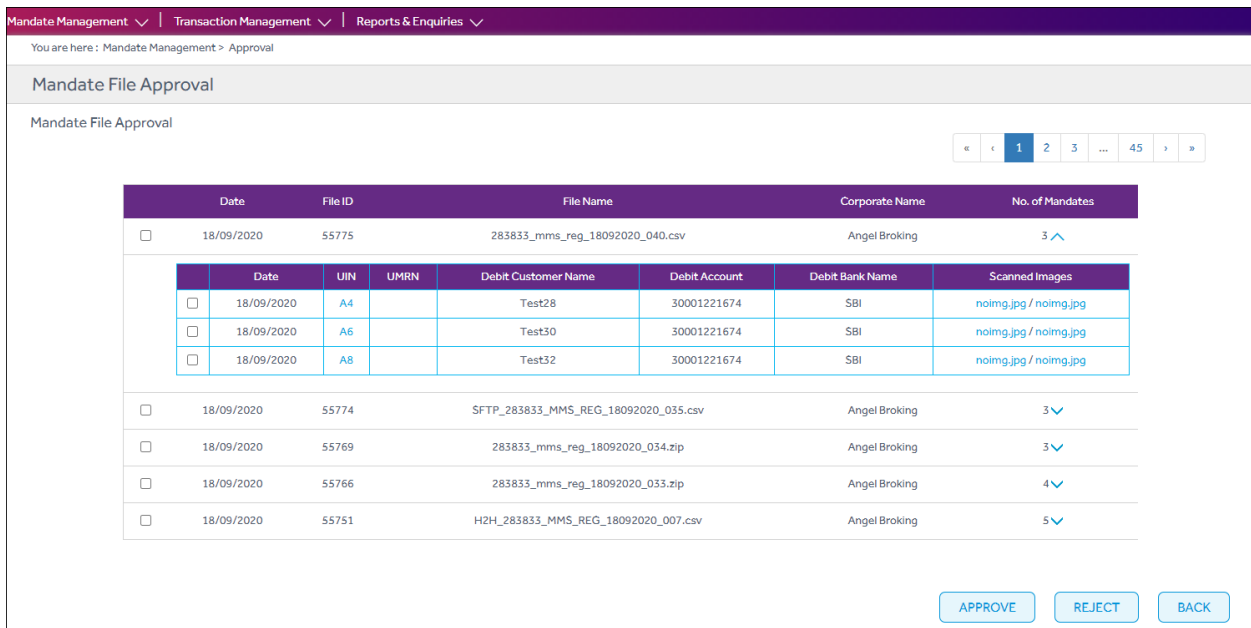 Mandate Management | Transaction Management | Reports & Enquiries
You are here : Mandate Management > Approval
Mandate File Approval
Mandate File Approval
« ‹ 1 2 3 ... 45 › »
Date File ID File Name Corporate Name No. of Mandates
18/09/2020 55775 283833_mms_reg_18092020_040.csv Angel Broking 3
Date UIN UMRN Debit Customer Name Debit Account Debit Bank Name Scanned Images
18/09/2020 A4 Test28 30001221674 SBI noimg.jpg / noimg.jpg
18/09/2020 A6 Test30 30001221674 SBI noimg.jpg / noimg.jpg
18/09/2020 A8 Test32 30001221674 SBI noimg.jpg / noimg.jpg
18/09/2020 55774 SFTP_283833_MMS_REG_18092020_035.csv Angel Broking 3
18/09/2020 55769 283833_mms_reg_18092020_034.zip Angel Broking 3
18/09/2020 55766 283833_mms_reg_18092020_033.zip Angel Broking 4
18/09/2020 55751 H2H_283833_MMS_REG_18092020_007.csv Angel Broking 5
APPROVE REJECT BACK